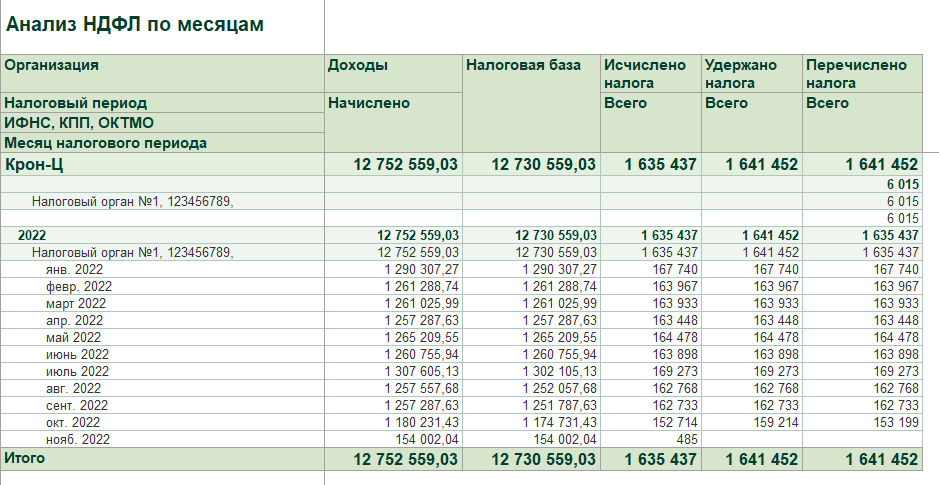 Анализ НДФЛ по месяцам
Организация Доходы Налоговая база Исчислено налога Удержано налога Перечислено налога
Налоговый период Начислено Всего Всего Всего
ИФНС, КПП, ОКТМО
Месяц налогового периода
Крон-Ц 12 752 559,03 12 730 559,03 1 635 437 1 641 452 1 641 452
6 015
Налоговый орган №1, 123456789, 6 015
6 015
2022 12 752 559,03 12 730 559,03 1 635 437 1 641 452 1 635 437
Налоговый орган №1, 123456789, 12 752 559,03 12 730 559,03 1 635 437 1 641 452 1 635 437
янв. 2022 1 290 307,27 1 290 307,27 167 740 167 740 167 740
февр. 2022 1 261 288,74 1 261 288,74 163 967 163 967 163 967
март 2022 1 261 025,99 1 261 025,99 163 933 163 933 163 933
апр. 2022 1 257 287,63 1 257 287,63 163 448 163 448 163 448
май 2022 1 265 209,55 1 265 209,55 164 478 164 478 164 478
июнь 2022 1 260 755,94 1 260 755,94 163 898 163 898 163 898
июль 2022 1 307 605,13 1 302 105,13 169 273 169 273 169 273
авг. 2022 1 257 557,68 1 252 057,68 162 768 162 768 162 768
сент. 2022 1 257 287,63 1 251 787,63 162 733 162 733 162 733
окт. 2022 1 180 231,43 1 174 731,43 152 714 159 214 153 199
нояб. 2022 154 002,04 154 002,04 485
Итого 12 752 559,03 12 730 559,03 1 635 437 1 641 452 1 641 452